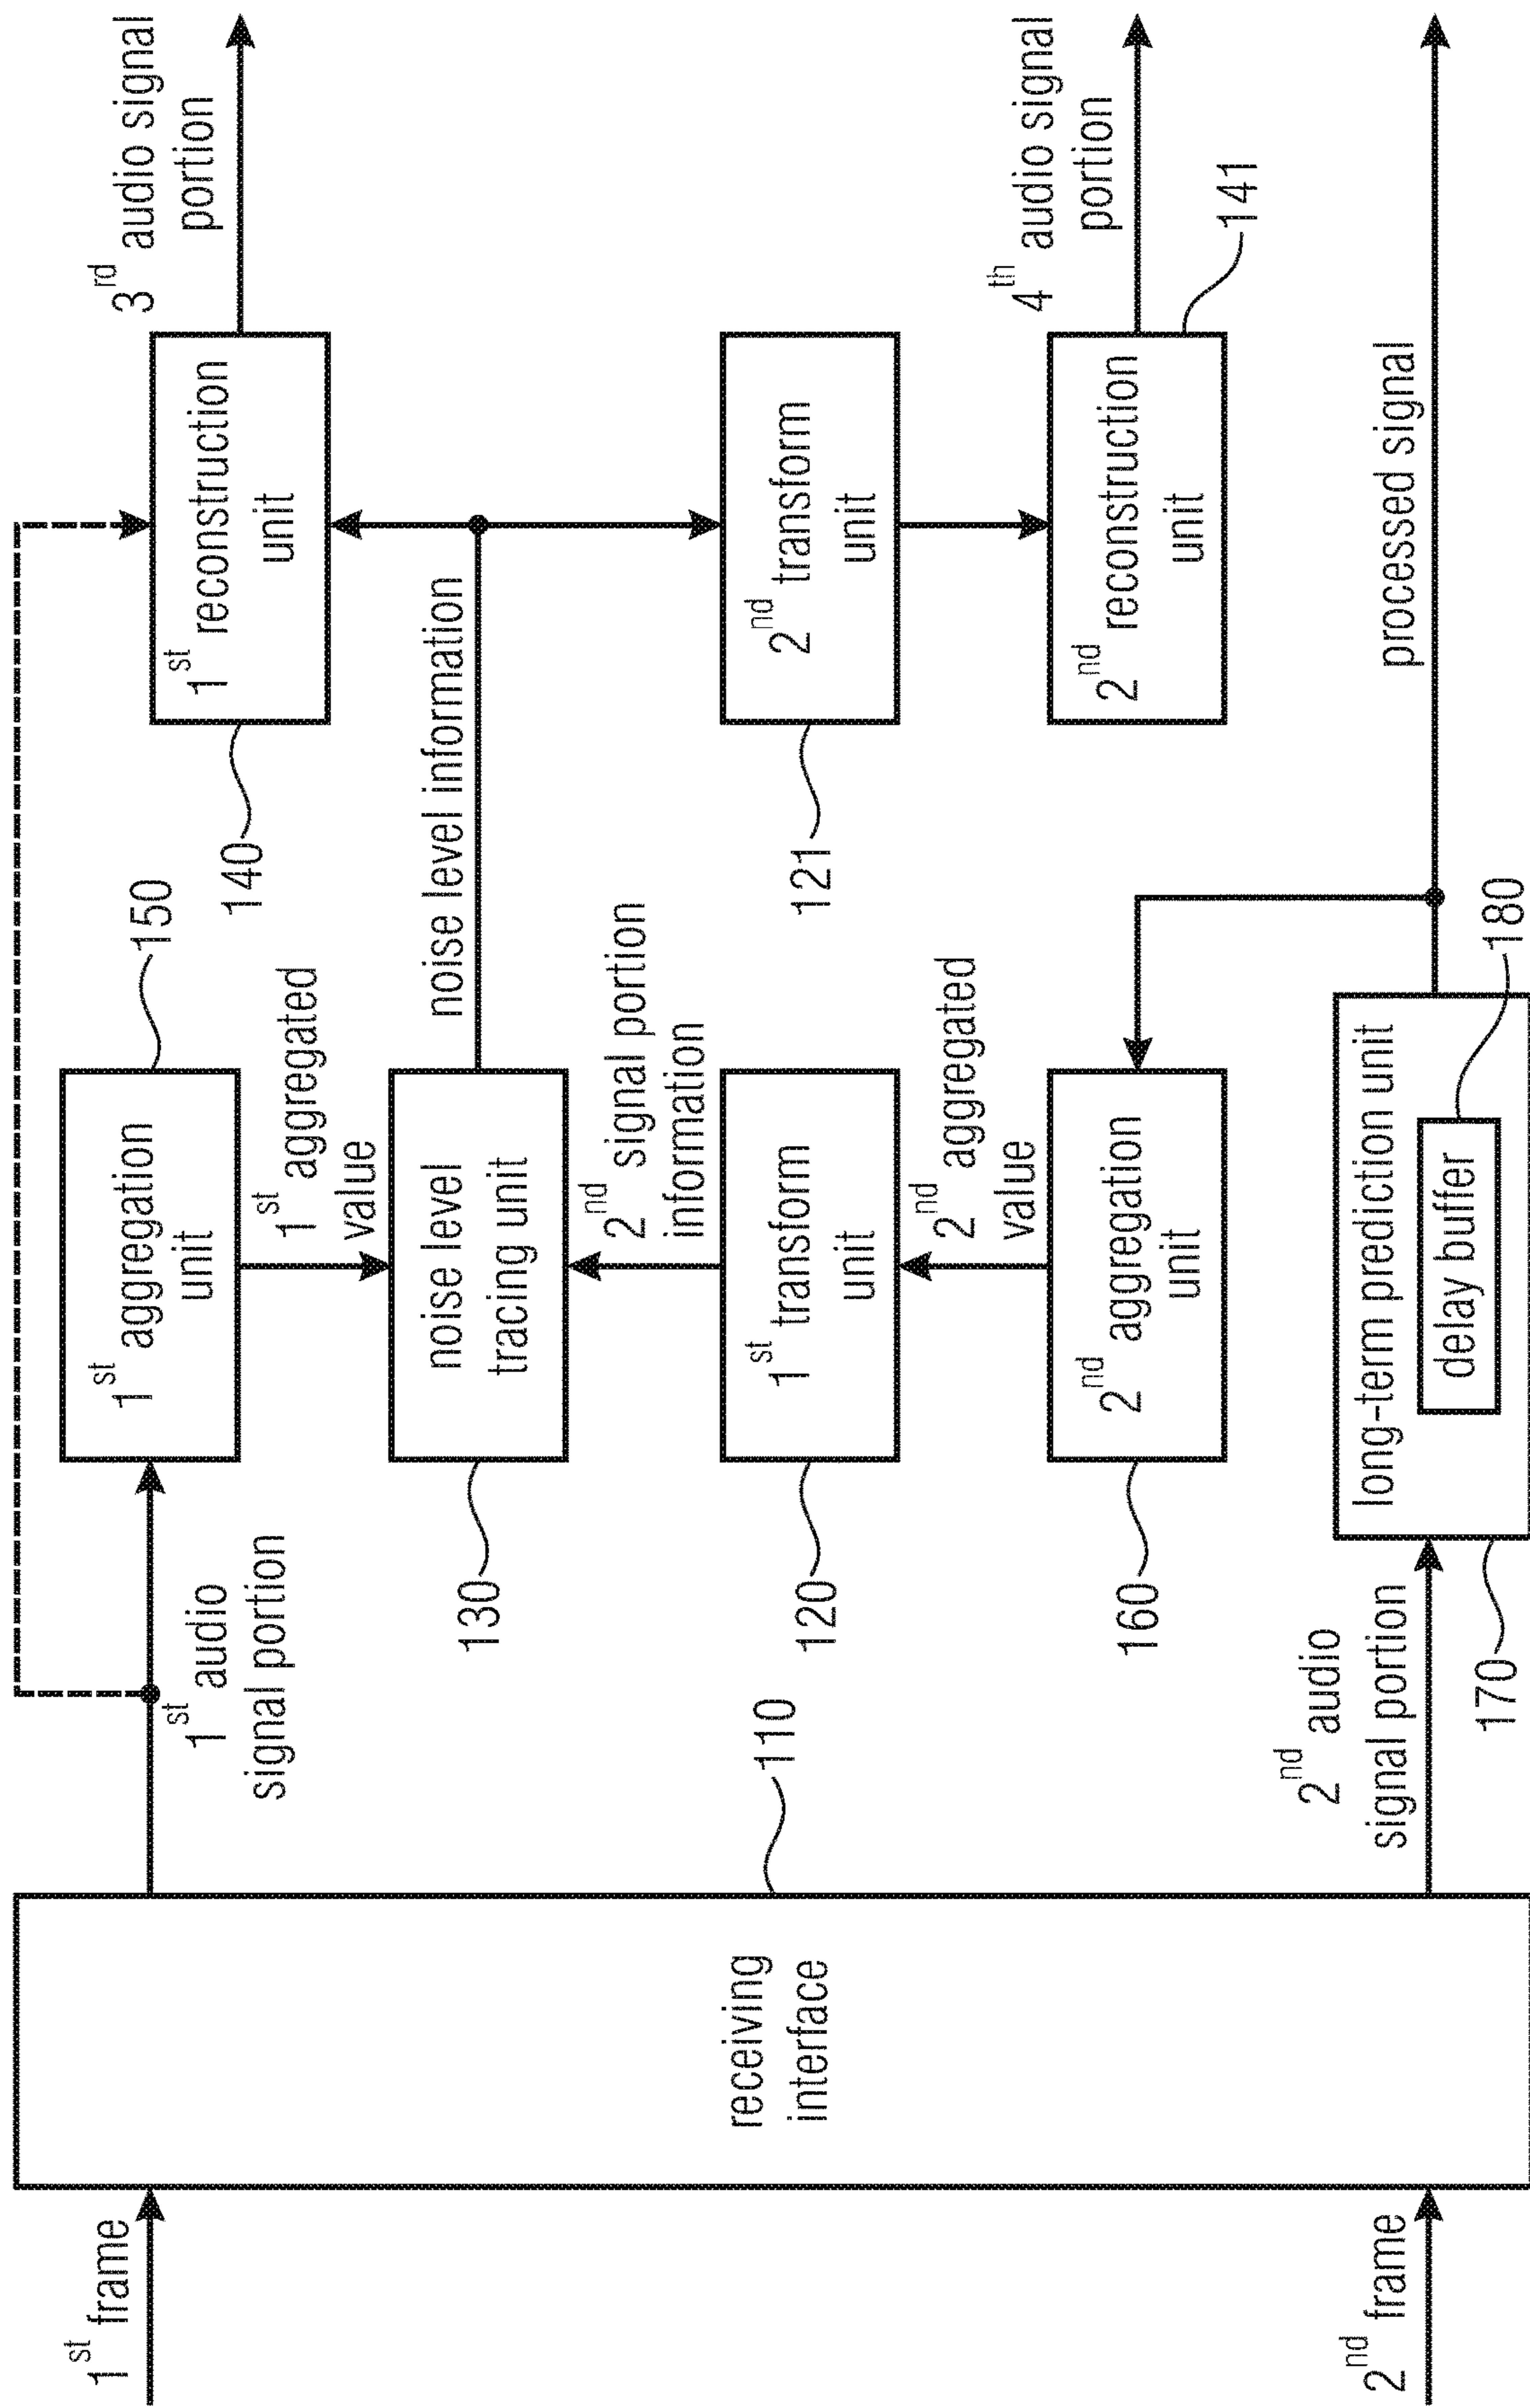 1st frame
2nd frame
receiving
interface
110
1st audio
signal portion
2nd audio
signal portion
1st aggregation
unit
150
1st aggregated
value
noise level
tracing unit
130
2nd signal portion
information
1st transform
unit
120
2nd aggregated
value
2nd aggregation
unit
160
long-term prediction unit
delay buffer
170
180
noise level information
1st reconstruction
unit
140
3rd audio signal
portion
2nd transform
unit
121
2nd reconstruction
unit
141
4th audio signal
portion
processed signal